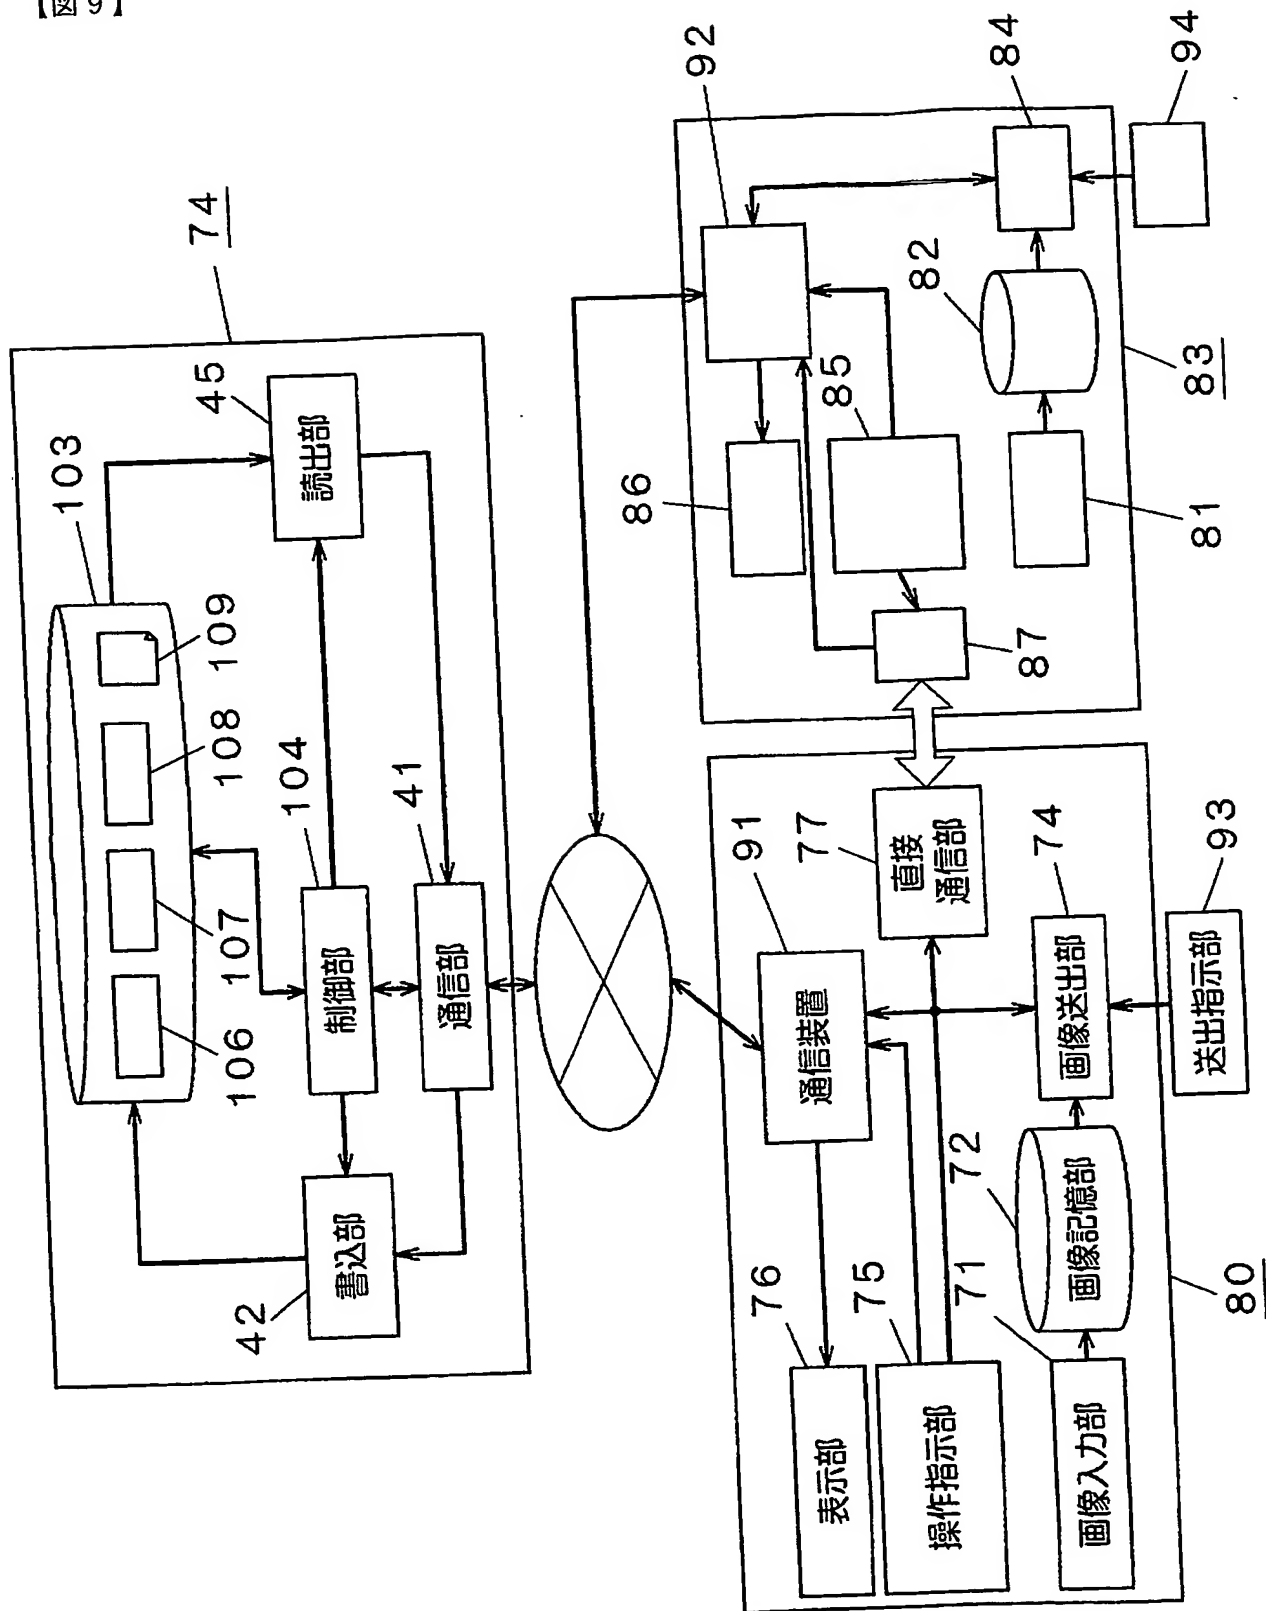 【図9】
74
103
45
読出部
109
108
107
106
104
制御部
41
通信部
42
書込部
92
84
94
82
85
83
86
81
87
91
通信装置
77
直接
通信部
74
画像送出部
93
送出指示部
72
画像記憶部
76
表示部
75
操作指示部
71
画像入力部
80